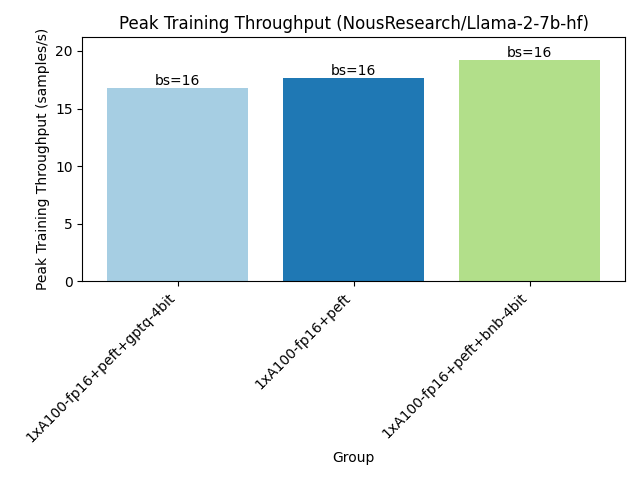 Peak Training Throughput (NousResearch/Llama-2-7b-hf)
Peak Training Throughput (samples/s)
20
15
10
5
0
bs=16
bs=16
bs=16
1xA100-fp16+peft+gptq-4bit
1xA100-fp16+peft
1xA100-fp16+peft+bnb-4bit
Group